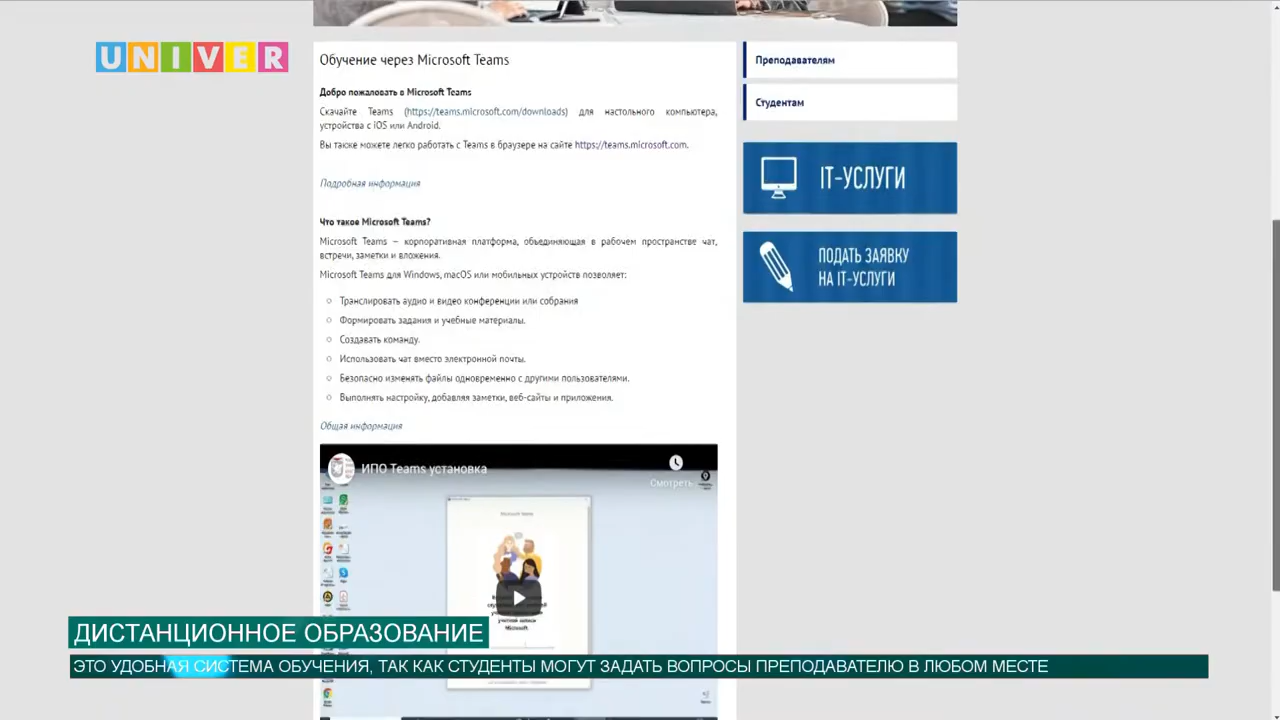 UNIVER
Обучение через Microsoft Teams
Добро пожаловать в Microsoft Teams
Скачайте Teams (https://teams.microsoft.com/downloads) для настольного компьютера,
устройства с iOS или Android.
Вы также можете легко работать с Teams в браузере на сайте https://teams.microsoft.com.
Подробная информация
Что такое Microsoft Teams?
Microsoft Teams – корпоративная платформа, объединяющая в рабочем пространстве чат,
встречи, заметки и вложения.
Microsoft Teams для Windows, macOS или мобильных устройств позволяет:
Транслировать аудио и видео конференции или собрания
Формировать задания и учебные материалы.
Создавать команду.
Использовать чат вместо электронной почты.
Безопасно изменять файлы одновременно с другими пользователями.
Выполнять настройку, добавляя заметки, веб-сайты и приложения.
Общая информация
ИПО Teams установка
Смотреть
Microsoft Teams
Microsoft.
Преподавателям
Студентам
IT-УСЛУГИ
ПОДАТЬ ЗАЯВКУ
НА IT-УСЛУГИ
ДИСТАНЦИОННОЕ ОБРАЗОВАНИЕ
ЭТО УДОБНАЯ СИСТЕМА ОБУЧЕНИЯ, ТАК КАК СТУДЕНТЫ МОГУТ ЗАДАТЬ ВОПРОСЫ ПРЕПОДАВАТЕЛЮ В ЛЮБОМ МЕСТЕ